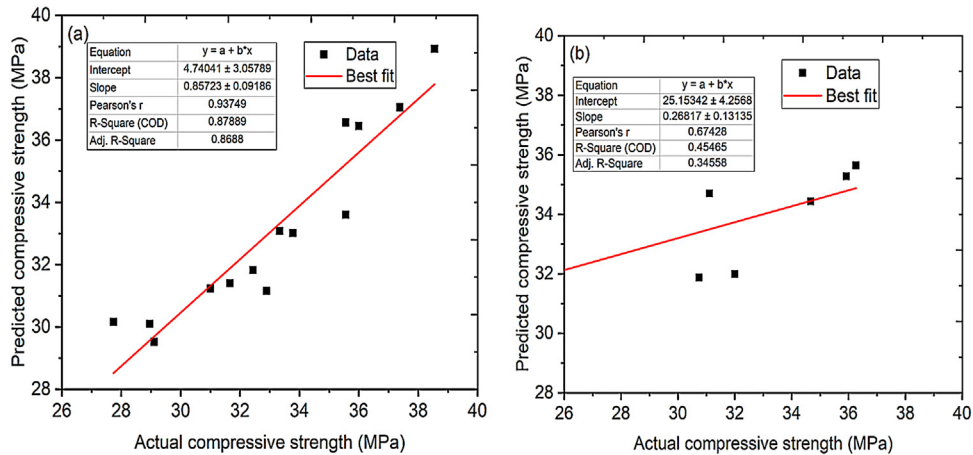 (a)
Equation y = a + b*x
Intercept 4.74041 ± 3.05789
Slope 0.85723 ± 0.09186
Pearson's r 0.93749
R-Square (COD) 0.87889
Adj. R-Square 0.8688
Data
Best fit
Predicted compressive strength (MPa)
40
38
36
34
32
30
28
26 28 30 32 34 36 38 40
Actual compressive strength (MPa)
(b)
Equation y = a + b*x
Intercept 25.15342 ± 4.2568
Slope 0.26817 ± 0.13135
Pearson's r 0.67428
R-Square (COD) 0.45465
Adj. R-Square 0.34558
Data
Best fit
Predicted compressive strength (MPa)
40
38
36
34
32
30
28
26 28 30 32 34 36 38 40
Actual compressive strength (MPa)